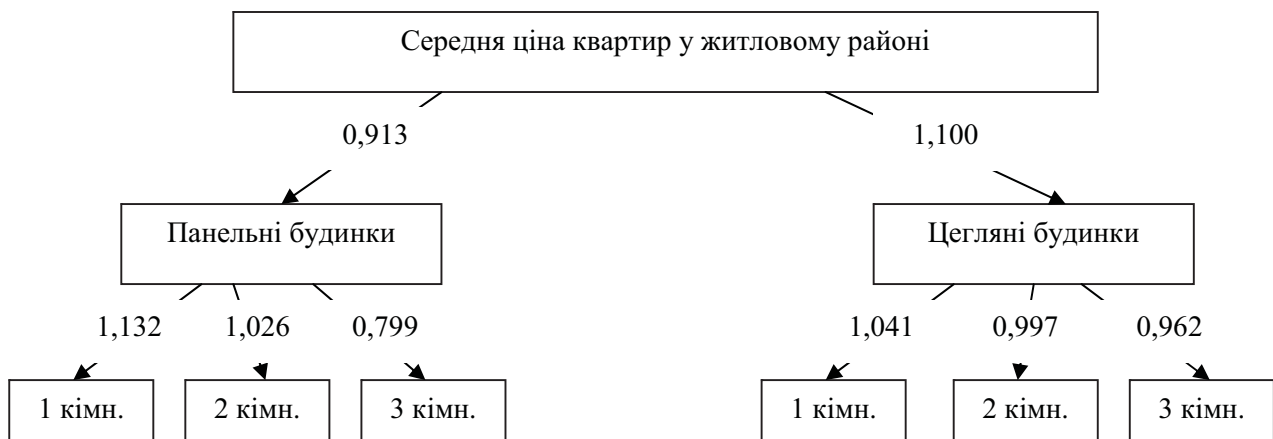 Середня ціна квартир у житловому районі
0,913 1,100
Панельні будинки Цегляні будинки
1,132 1,026 0,799 1,041 0,997 0,962
1 кімн. 2 кімн. 3 кімн. 1 кімн. 2 кімн. 3 кімн.